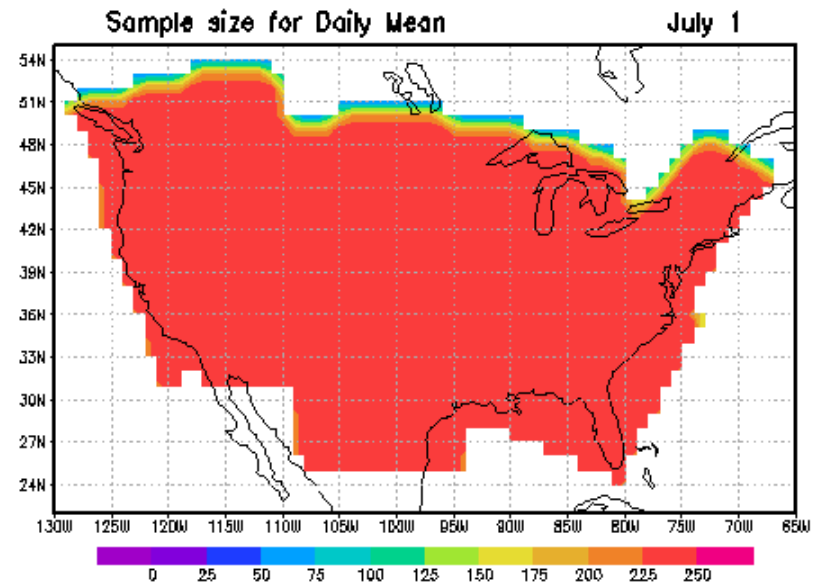 Sample size for Daily Mean July 1
54N
51N
48N
45N
42N
39N
36N
33N
30N
27N
24N
130W 125W 120W 115W 110W 105W 100W 95W 90W 85W 80W 75W 70W 65W
0 25 50 75 100 125 150 175 200 225 250